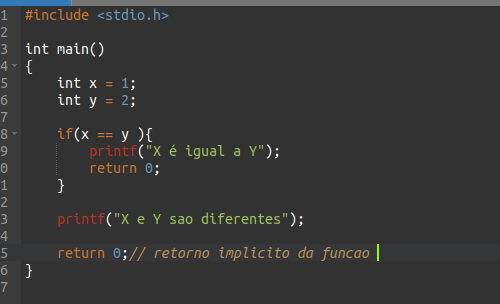 1 #include <stdio.h>
2
3 int main()
4 {
5     int x = 1;
6     int y = 2;
7
8     if(x == y ){
9         printf("X é igual a Y");
0         return 0;
1     }
2
3     printf("X e Y sao diferentes");
4
5     return 0;// retorno implicito da funcao
6 }
7